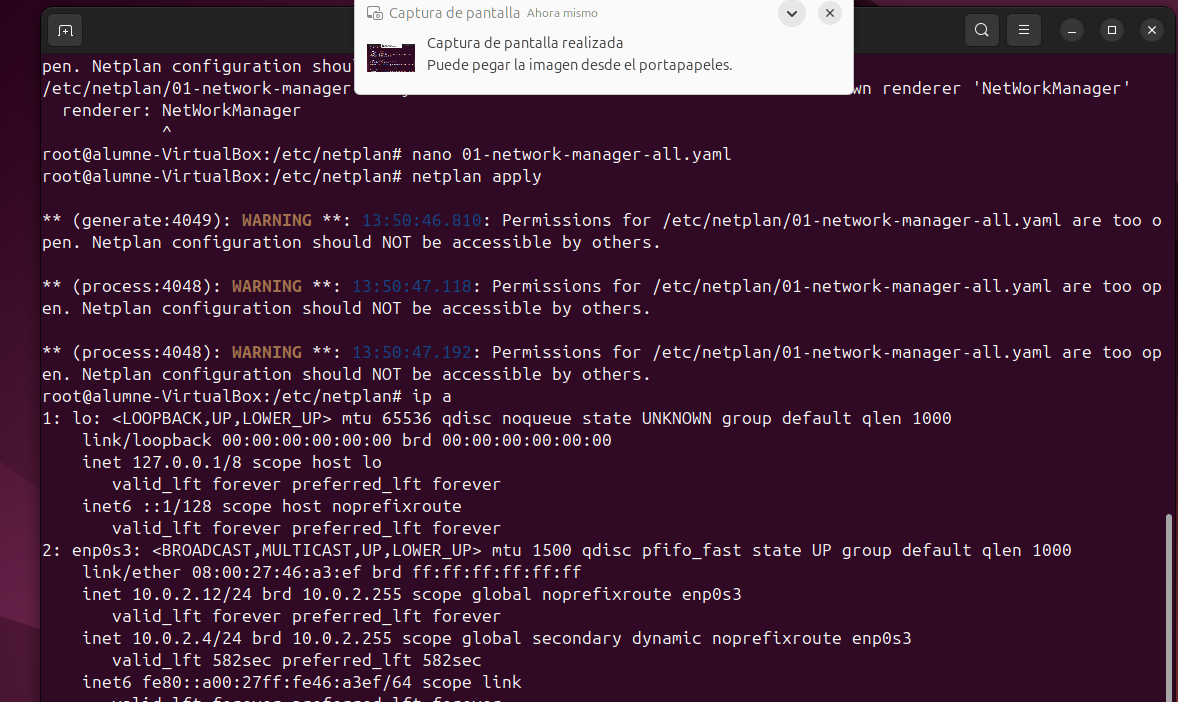 Captura de pantalla Ahora mismo
Captura de pantalla realizada
Puede pegar la imagen desde el portapapeles.
pen. Netplan configuration shou
/etc/netplan/01-network-manager wn renderer 'NetWorkManager'
renderer: NetWorkManager
^
root@alumne-VirtualBox:/etc/netplan# nano 01-network-manager-all.yaml
root@alumne-VirtualBox:/etc/netplan# netplan apply
** (generate:4049): WARNING **: 13:50:46.810: Permissions for /etc/netplan/01-network-manager-all.yaml are too o
pen. Netplan configuration should NOT be accessible by others.
** (process:4048): WARNING **: 13:50:47.118: Permissions for /etc/netplan/01-network-manager-all.yaml are too op
en. Netplan configuration should NOT be accessible by others.
** (process:4048): WARNING **: 13:50:47.192: Permissions for /etc/netplan/01-network-manager-all.yaml are too op
en. Netplan configuration should NOT be accessible by others.
root@alumne-VirtualBox:/etc/netplan# ip a
1: lo: <LOOPBACK,UP,LOWER_UP> mtu 65536 qdisc noqueue state UNKNOWN group default qlen 1000
link/loopback 00:00:00:00:00:00 brd 00:00:00:00:00:00
inet 127.0.0.1/8 scope host lo
valid_lft forever preferred_lft forever
inet6 ::1/128 scope host noprefixroute
valid_lft forever preferred_lft forever
2: enp0s3: <BROADCAST,MULTICAST,UP,LOWER_UP> mtu 1500 qdisc pfifo_fast state UP group default qlen 1000
link/ether 08:00:27:46:a3:ef brd ff:ff:ff:ff:ff:ff
inet 10.0.2.12/24 brd 10.0.2.255 scope global noprefixroute enp0s3
valid_lft forever preferred_lft forever
inet 10.0.2.4/24 brd 10.0.2.255 scope global secondary dynamic noprefixroute enp0s3
valid_lft 582sec preferred_lft 582sec
inet6 fe80::a00:27ff:fe46:a3ef/64 scope link
valid_lft forever preferred_lft forever